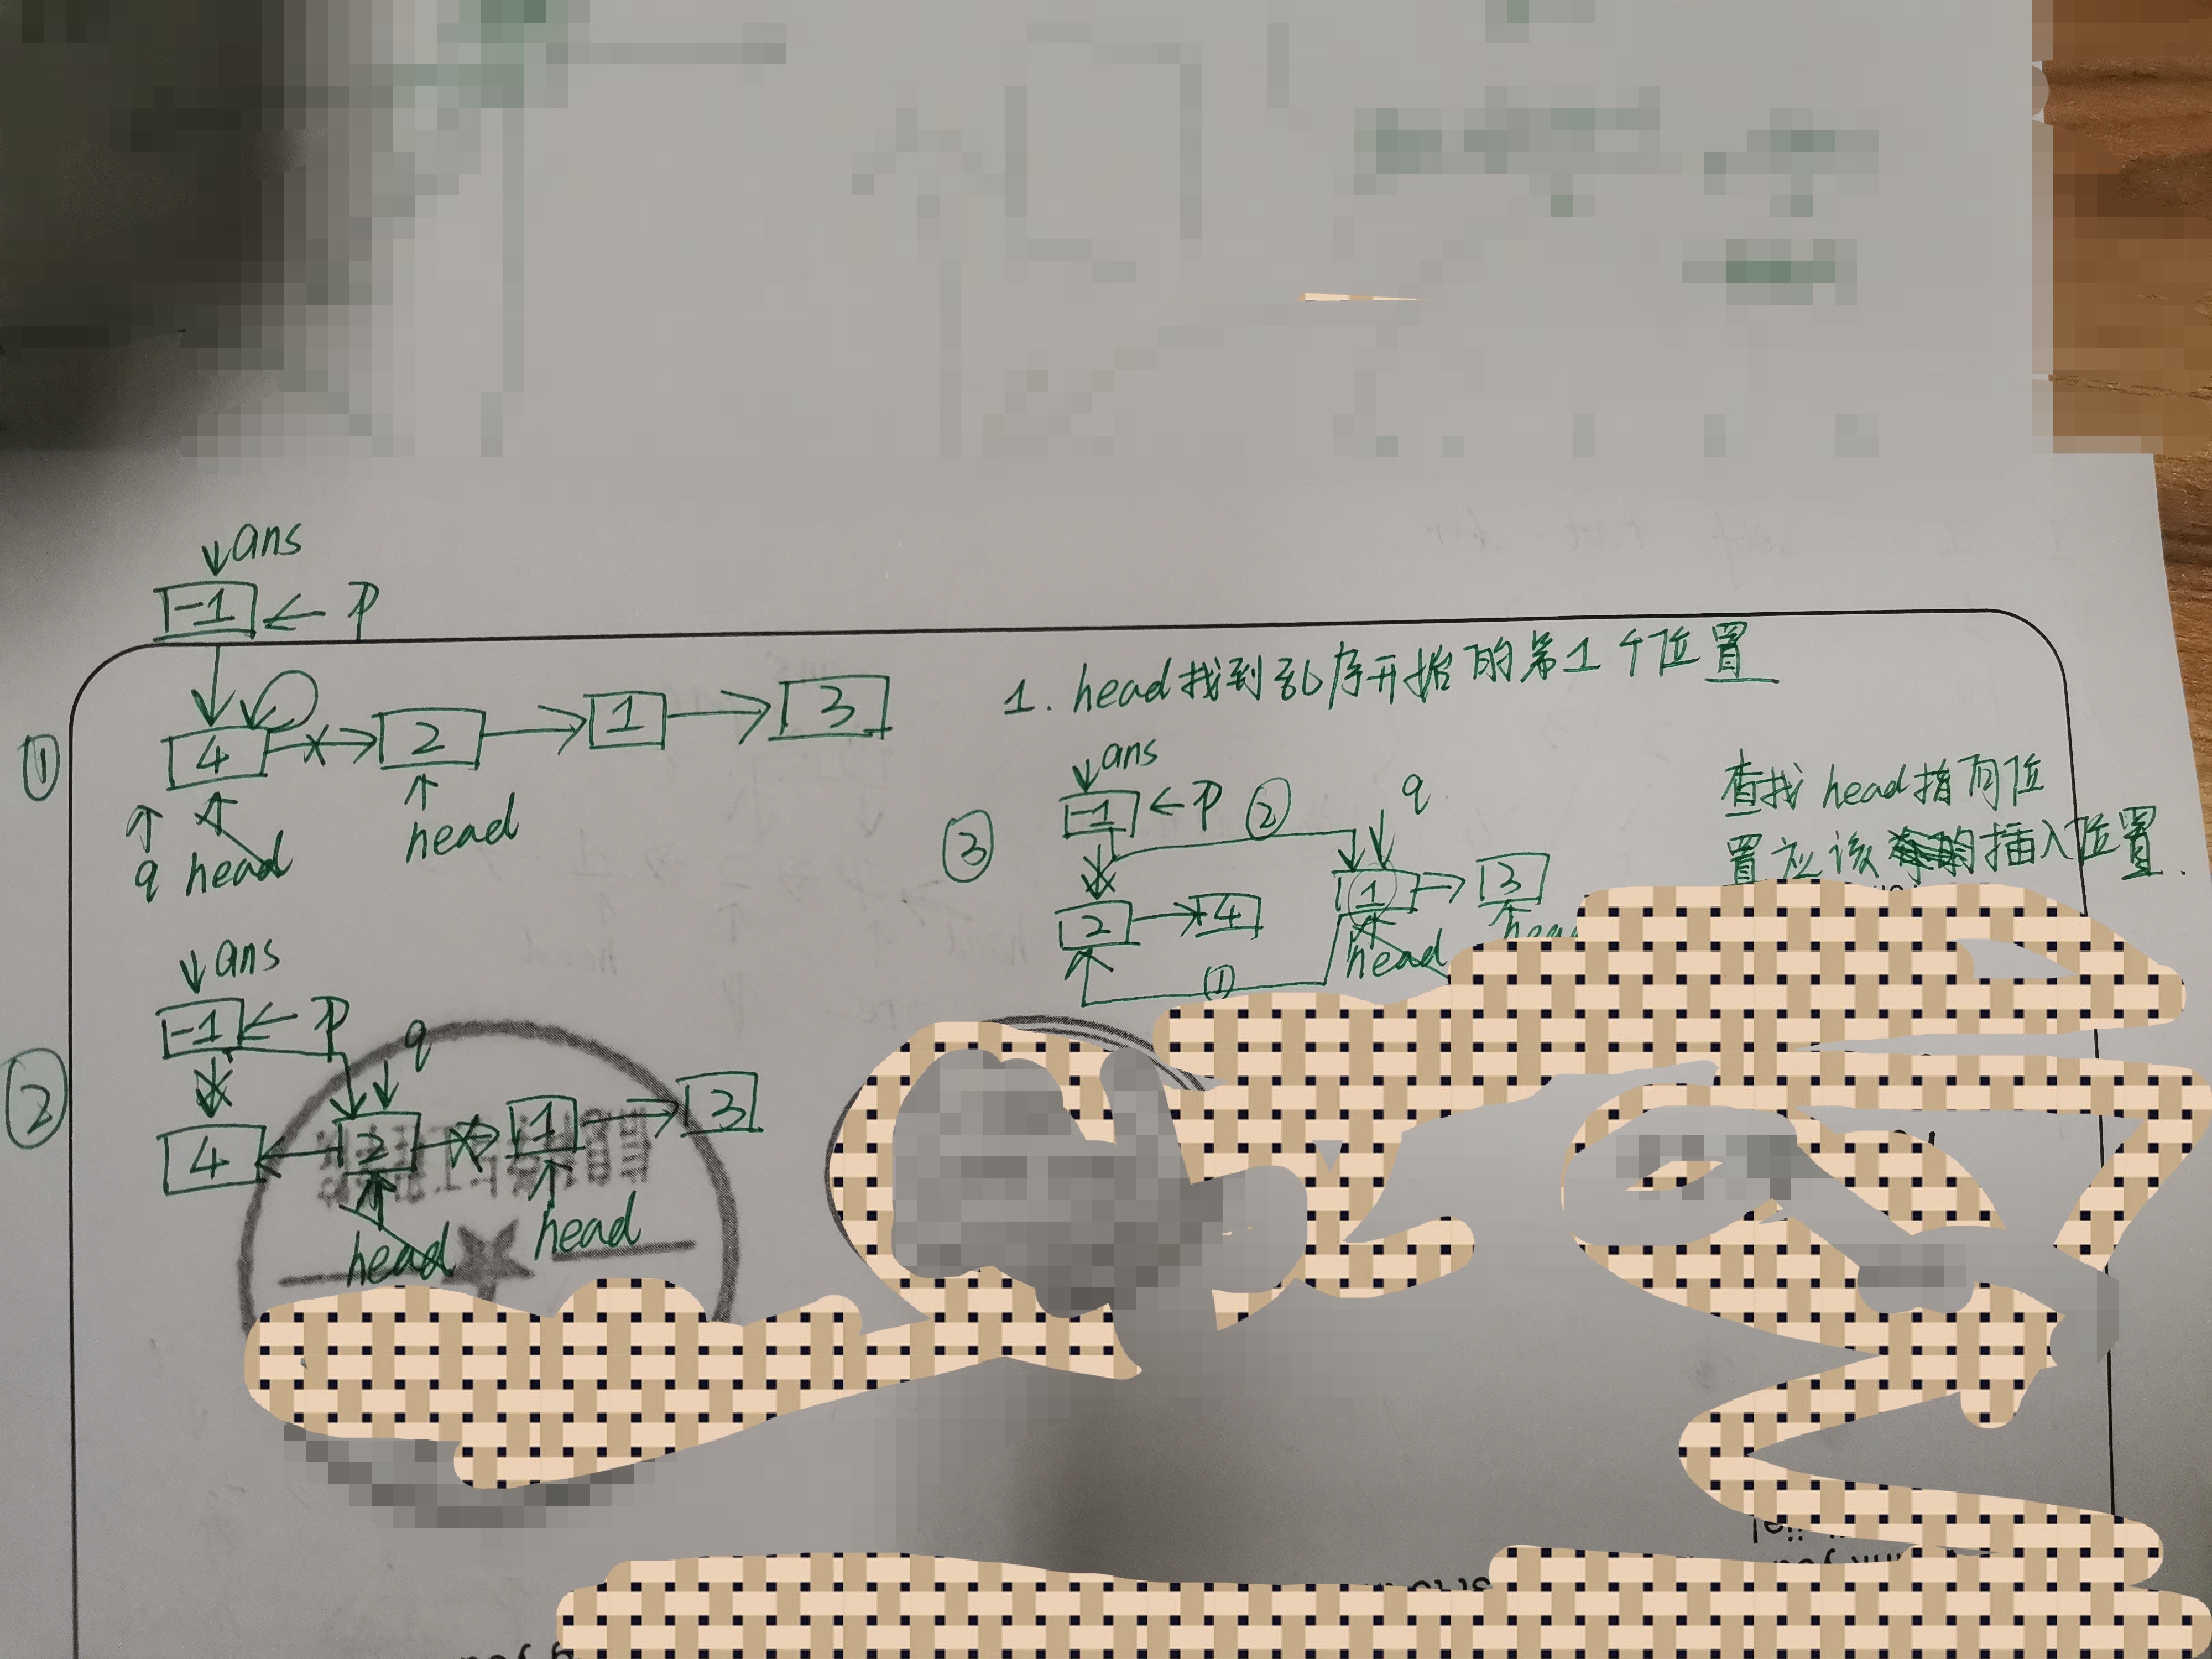 ↓ans
-1 ← P
① 4 → 2 → 1 → 3
q head head
1. head找到乱序开始的第1个位置
↓ans
③ -1 ← P ② q
2 → 4 1 → 3
head
①
查找head指向位
置应该插入位置.
↓ans
-1 ← P q
② 4 ← 2 → 1 → 3
head head